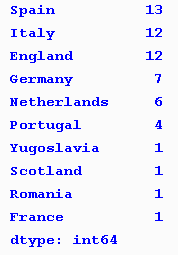 Spain 13
Italy 12
England 12
Germany 7
Netherlands 6
Portugal 4
Yugoslavia 1
Scotland 1
Romania 1
France 1
dtype: int64